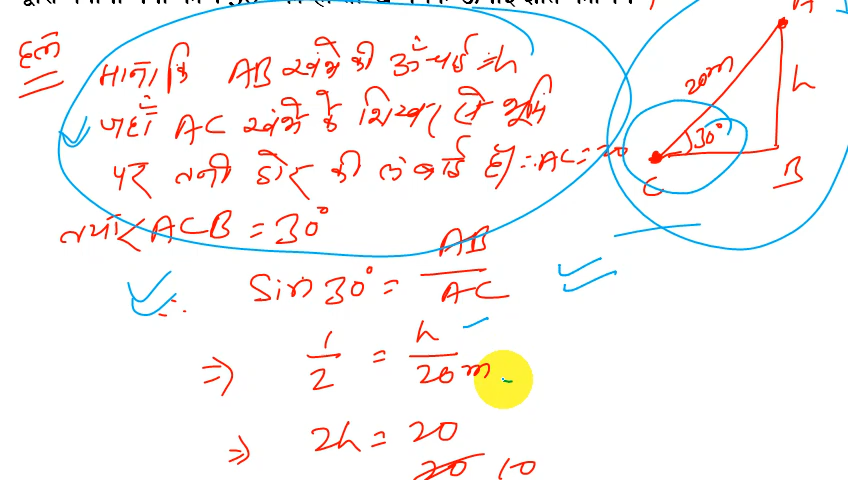 हल
माना कि AB खंभे की ऊँचाई = h
जहाँ AC खंभे के शिखर से भूमि
पर तनी डोर की लंबाई है ∴ AC = 20
तथा ∠ACB = 30°
∴ Sin 30° = AB/AC
⇒ 1/2 = h/20m
⇒ 2h = 20
20 10
A
20m
h
30°
C
B